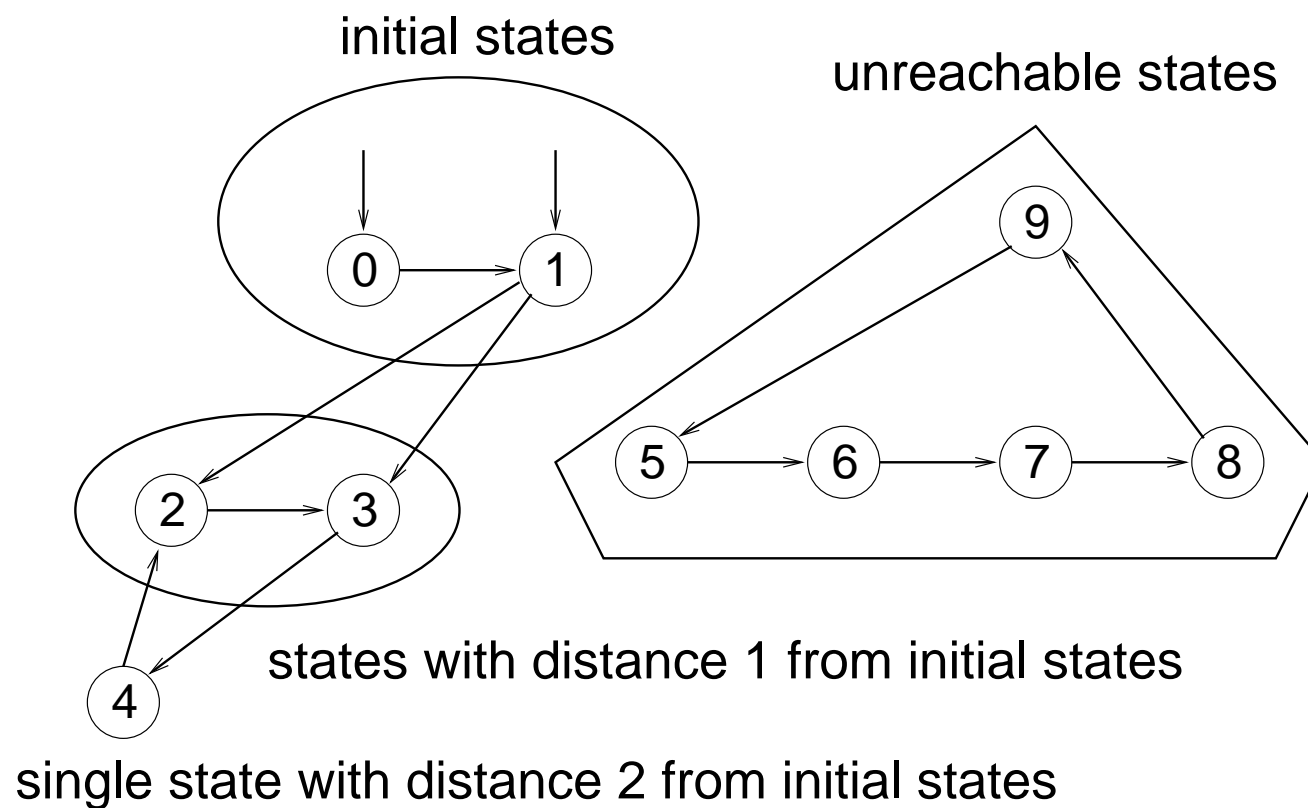 initial states
unreachable states
9
0 1
5 6 7 8
2 3
states with distance 1 from initial states
4
single state with distance 2 from initial states